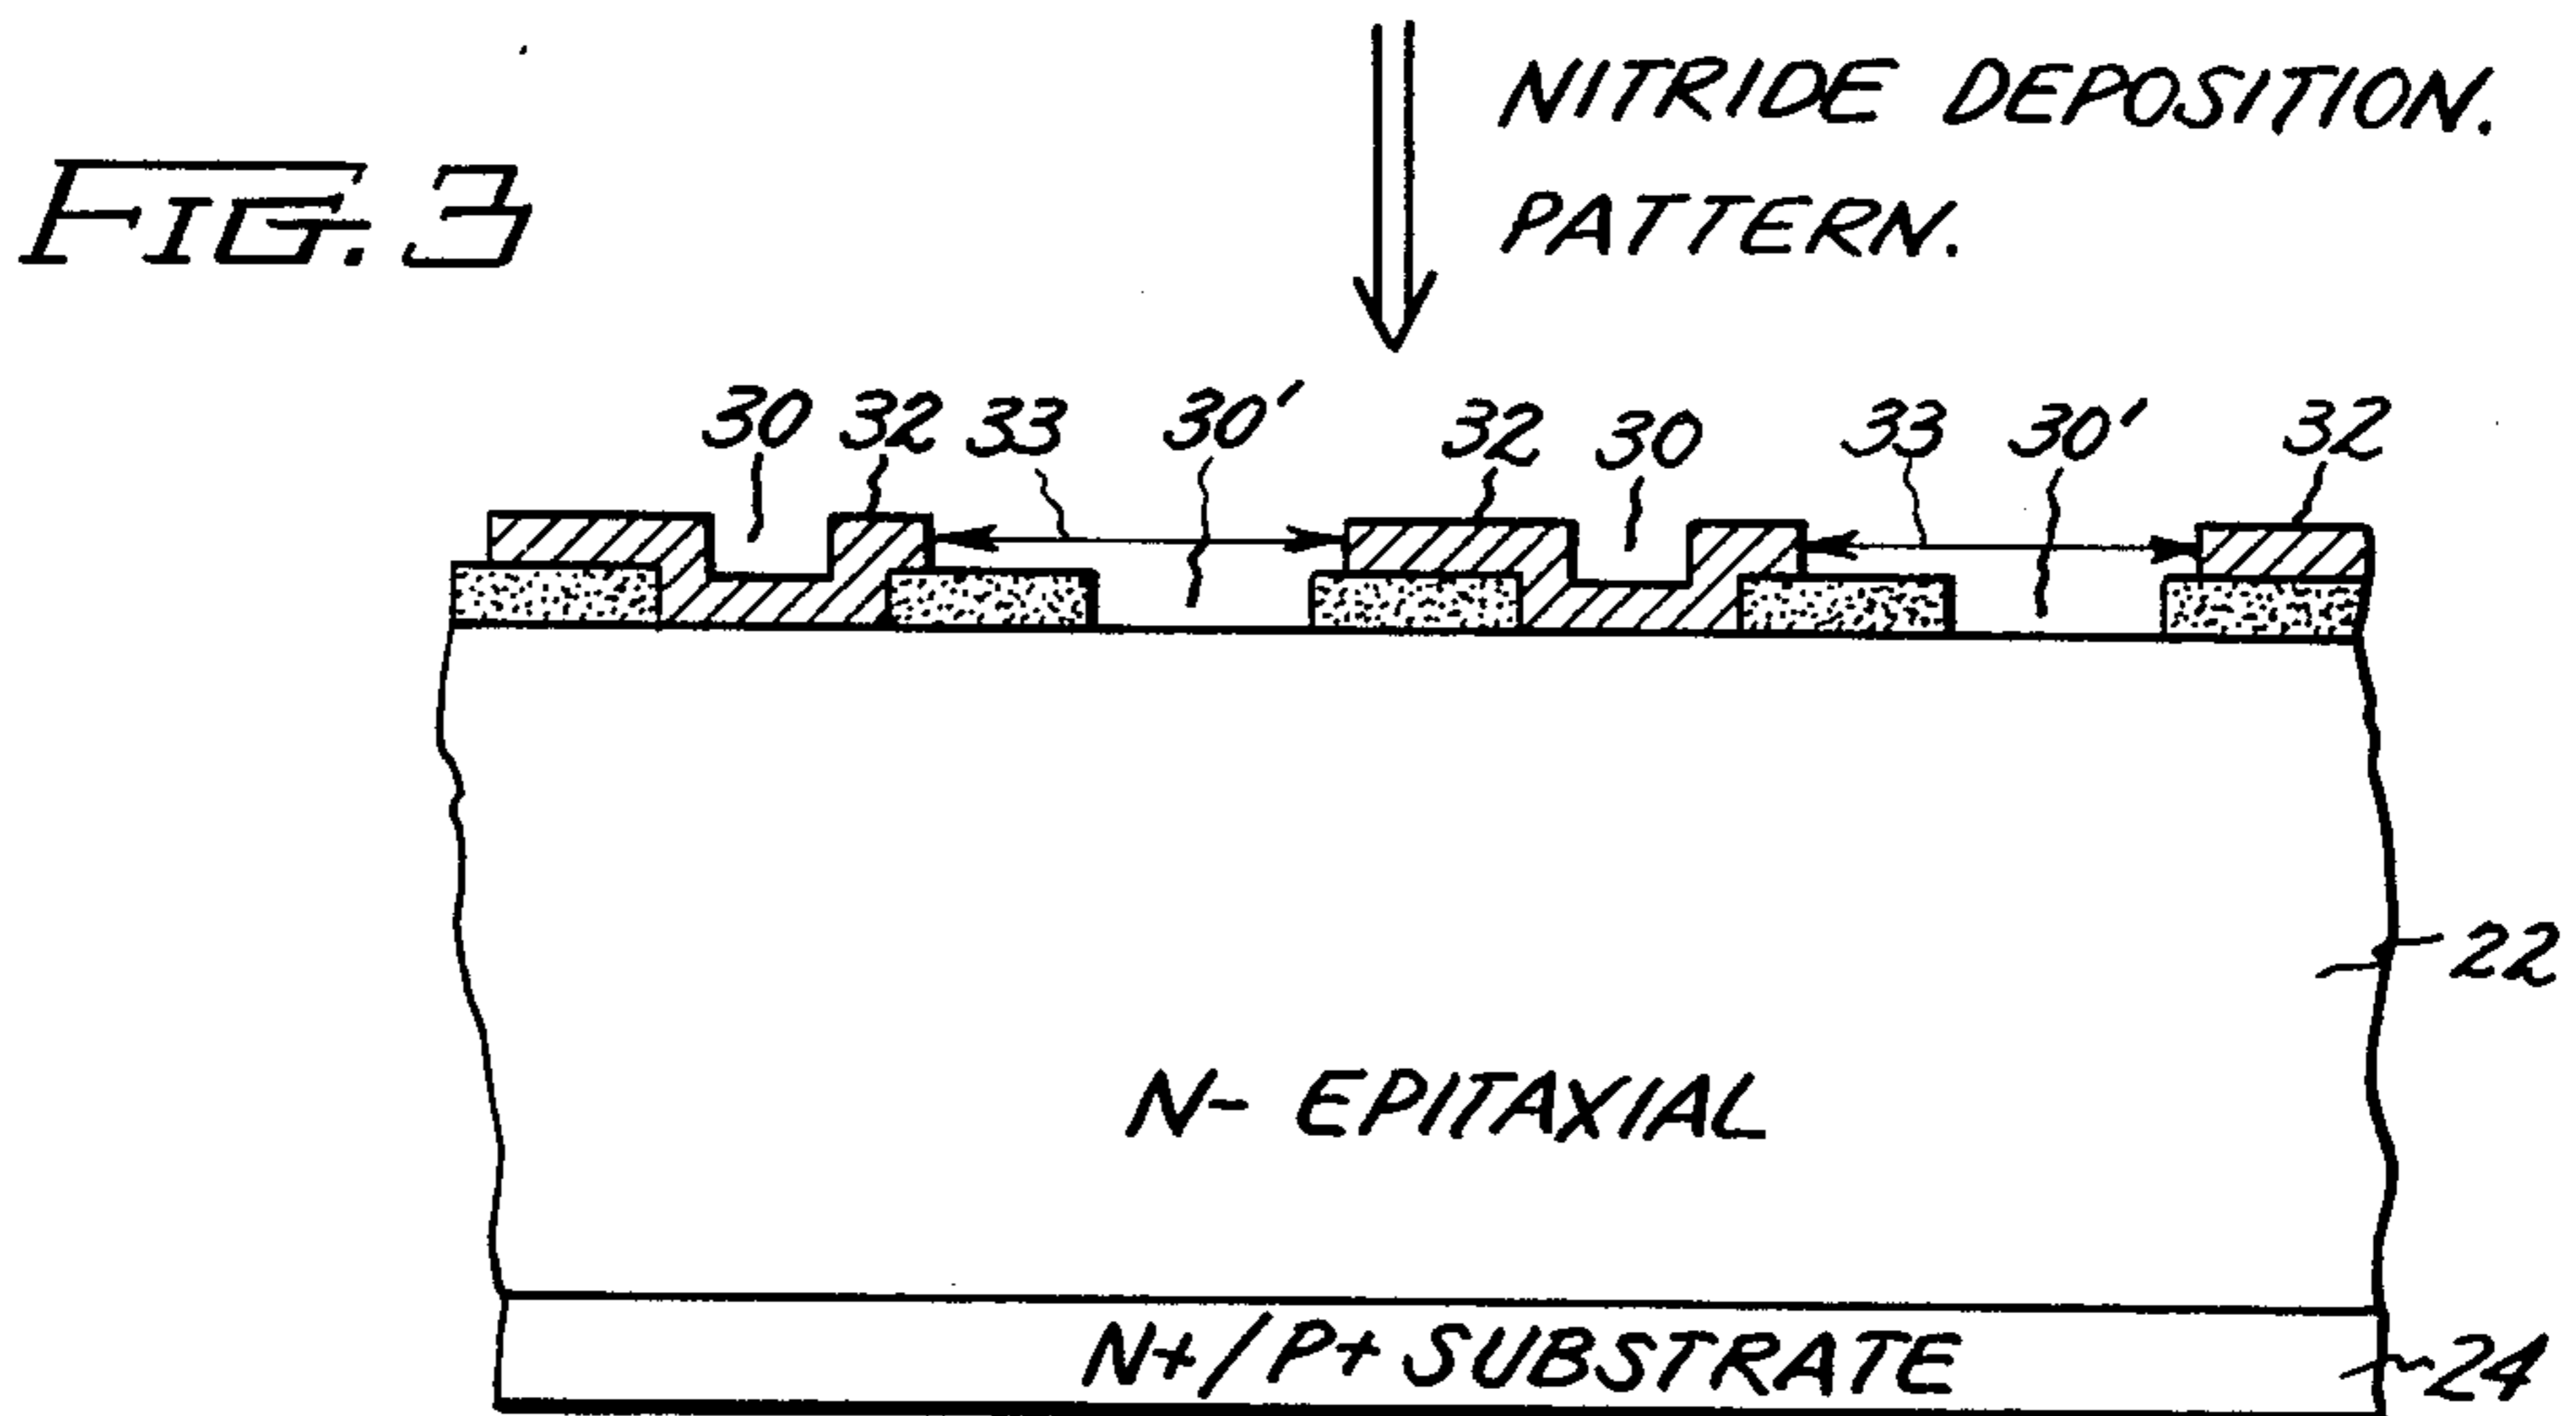 NITRIDE DEPOSITION.
PATTERN.
FIG. 3
30 32 33 30' 32 30 33 30' 32
22
N- EPITAXIAL
N+/P+ SUBSTRATE
24